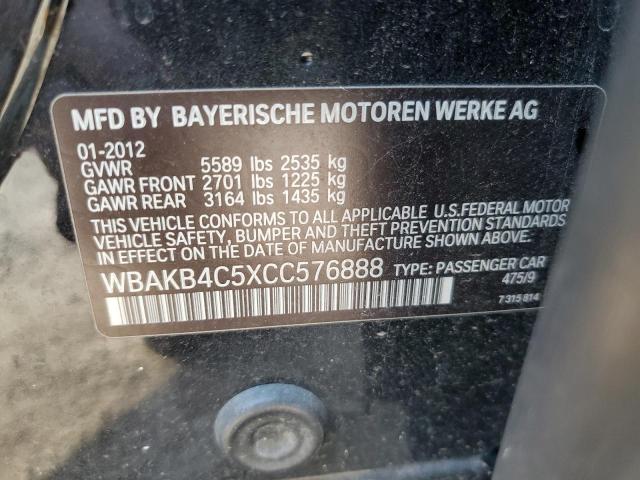 MFD BY BAYERISCHE MOTOREN WERKE AG
01-2012
GVWR 5589 lbs 2535 kg
GAWR FRONT 2701 lbs 1225 kg
GAWR REAR 3164 lbs 1435 kg
THIS VEHICLE CONFORMS TO ALL APPLICABLE U.S.FEDERAL MOTOR
VEHICLE SAFETY, BUMPER AND THEFT PREVENTION STANDARDS
IN EFFECT ON THE DATE OF MANUFACTURE SHOWN ABOVE.
WBAKB4C5XCC576888 TYPE: PASSENGER CAR
475/9
7 315 814